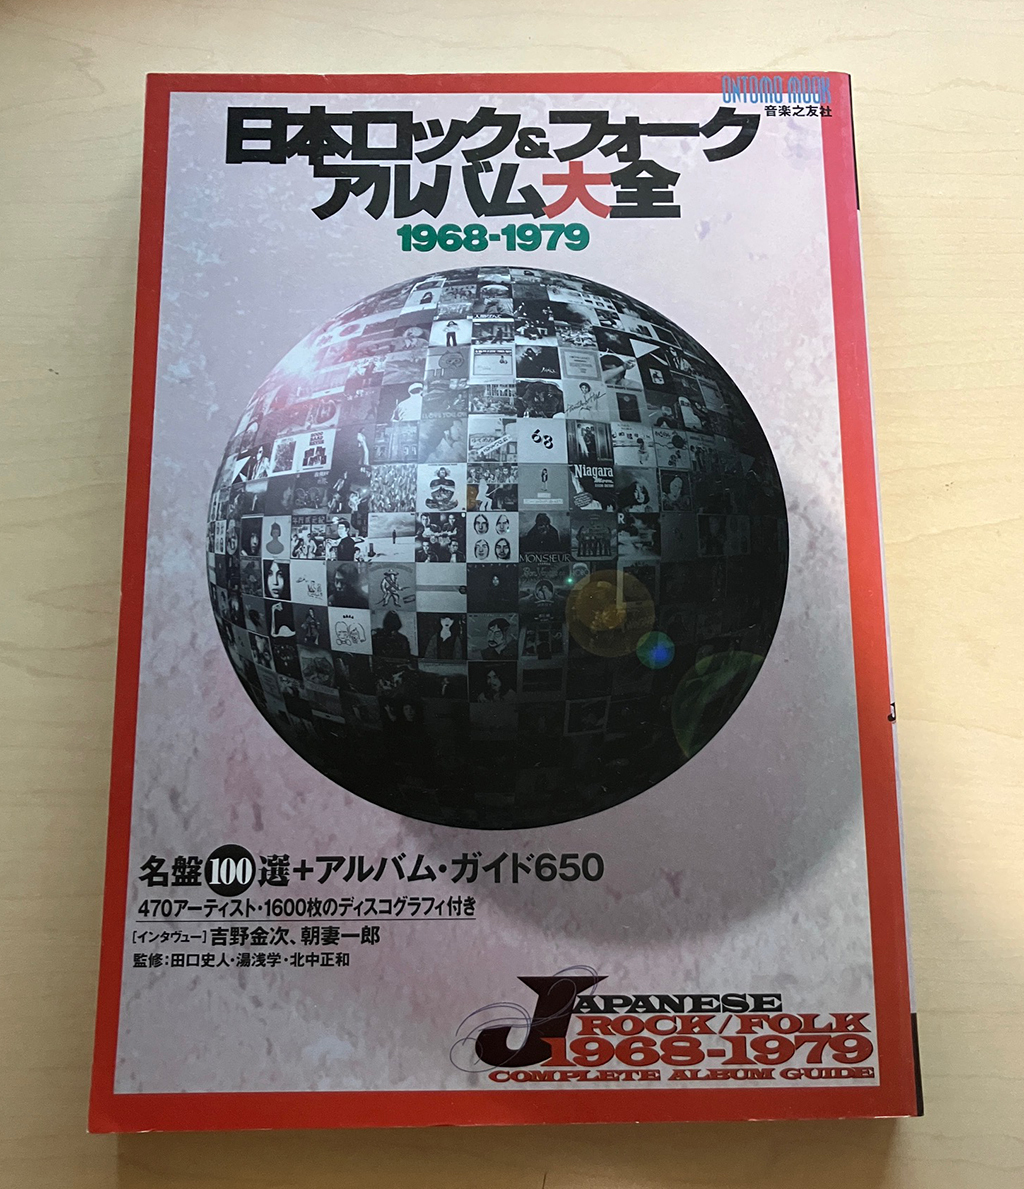 ONTOMO MOOK
音楽之友社
日本ロック&フォーク
アルバム大全
1968-1979
63
Niagara
Moon
MONSIEUR
名盤100選+アルバム・ガイド650
470アーティスト・1600枚のディスコグラフィ付き
[インタヴュー]吉野金次、朝妻一郎
監修:田口史人・湯浅学・北中正和
JAPANESE
ROCK/FOLK
1968-1979
COMPLETE ALBUM GUIDE
J